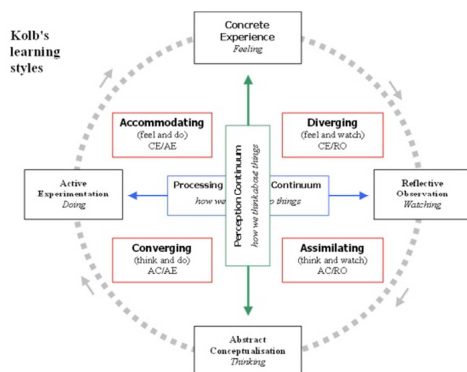 Kolb's
learning
styles
Concrete
Experience
Feeling
Accommodating
(feel and do)
CE/AE
Diverging
(feel and watch)
CE/RO
Active
Experimentation
Doing
Processing Continuum
how we things
Perception Continuum
how we think about things
Reflective
Observation
Watching
Converging
(think and do)
AC/AE
Assimilating
(think and watch)
AC/RO
Abstract
Conceptualisation
Thinking